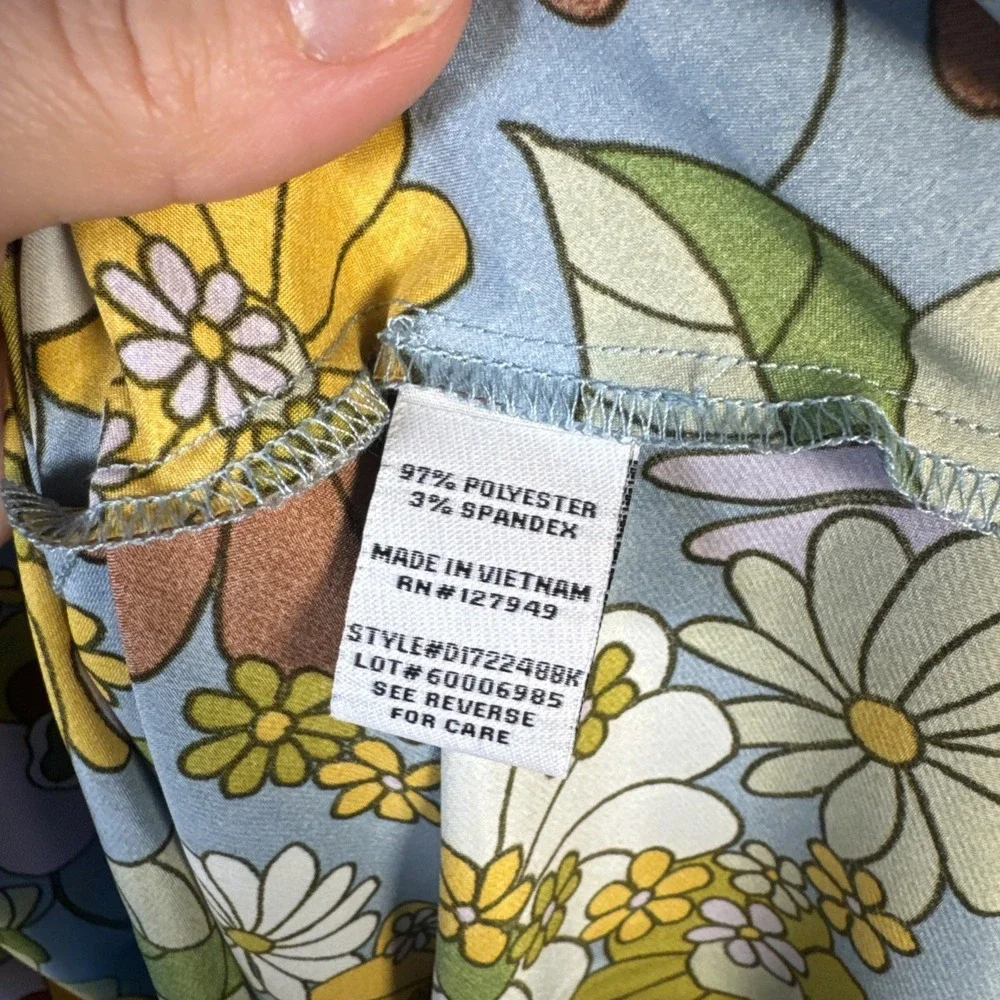 97% POLYESTER
3% SPANDEX
MADE IN VIETNAM
RN#127949
STYLE#D1722488K
LOT#60006985
SEE REVERSE
FOR CARE